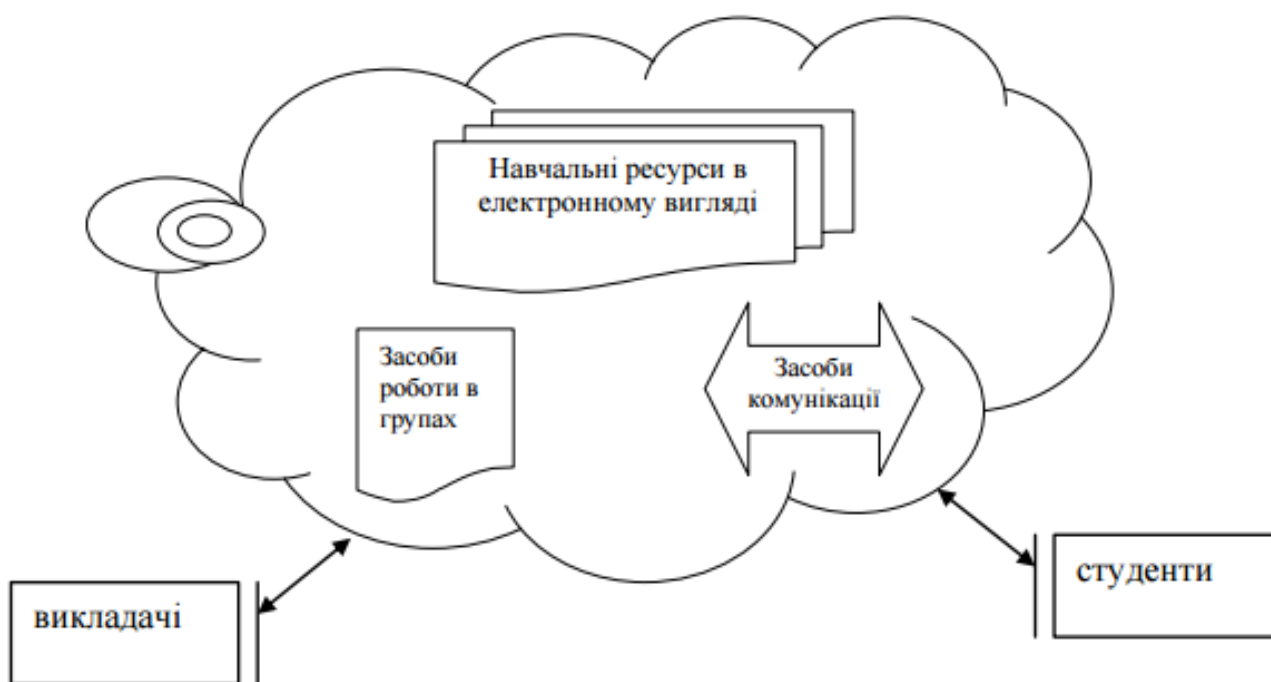 Навчальні ресурси в
електронному вигляді
Засоби
роботи в
групах
Засоби
комунікації
викладачі
студенти